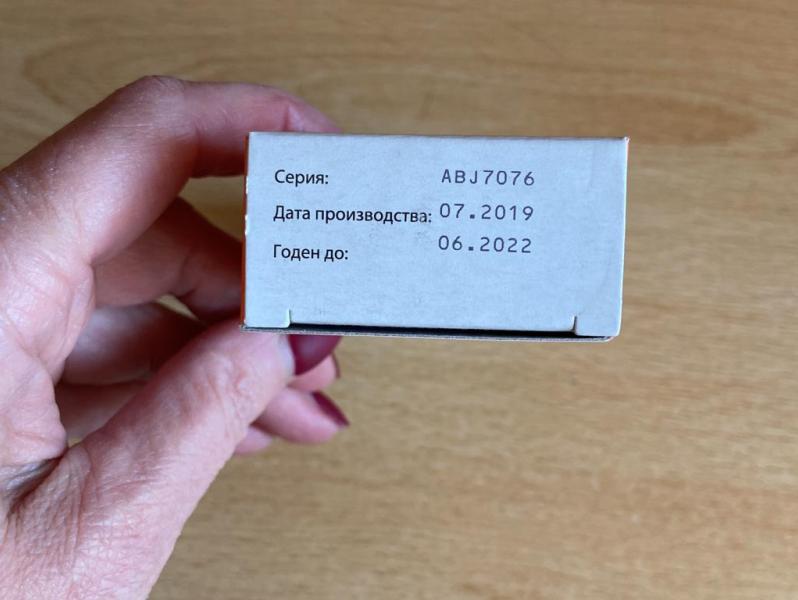 Серия: ABJ7076
Дата производства: 07.2019
Годен до: 06.2022